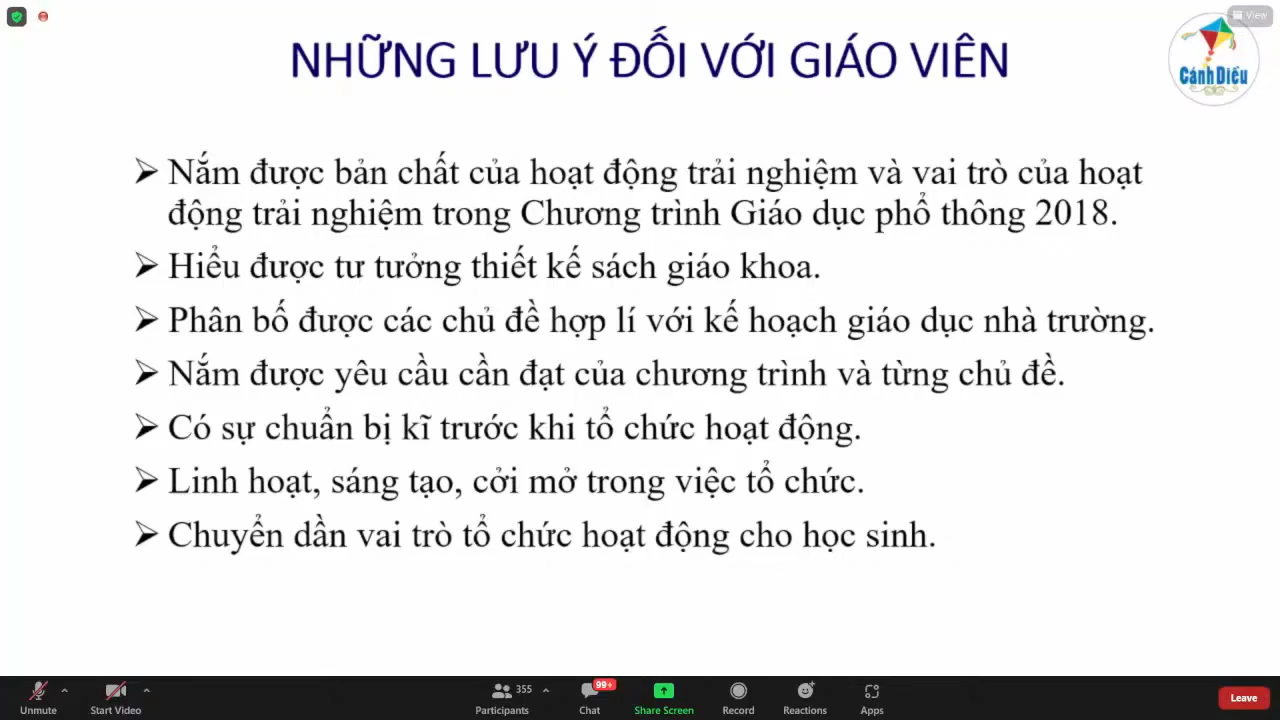 View
NHỮNG LƯU Ý ĐỐI VỚI GIÁO VIÊN
Cánh Diều
Nắm được bản chất của hoạt động trải nghiệm và vai trò của hoạt
động trải nghiệm trong Chương trình Giáo dục phổ thông 2018.
Hiểu được tư tưởng thiết kế sách giáo khoa.
Phân bố được các chủ đề hợp lí với kế hoạch giáo dục nhà trường.
Nắm được yêu cầu cần đạt của chương trình và từng chủ đề.
Có sự chuẩn bị kĩ trước khi tổ chức hoạt động.
Linh hoạt, sáng tạo, cởi mở trong việc tổ chức.
Chuyển dần vai trò tổ chức hoạt động cho học sinh.
355 99+
Unmute Start Video Participants Chat Share Screen Record Reactions Apps Leave